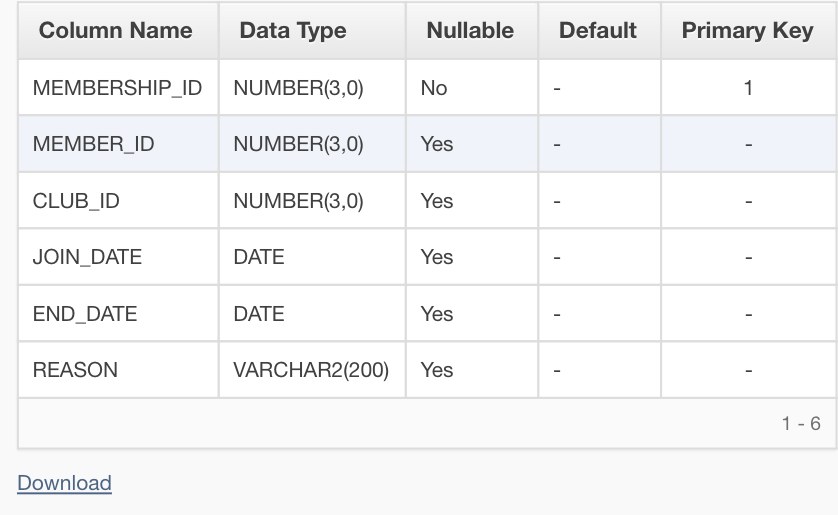 Column Name Data Type Nullable Default Primary Key
MEMBERSHIP_ID NUMBER(3,0) No - 1
MEMBER_ID NUMBER(3,0) Yes - -
CLUB_ID NUMBER(3,0) Yes - -
JOIN_DATE DATE Yes - -
END_DATE DATE Yes - -
REASON VARCHAR2(200) Yes - -
1 - 6
Download